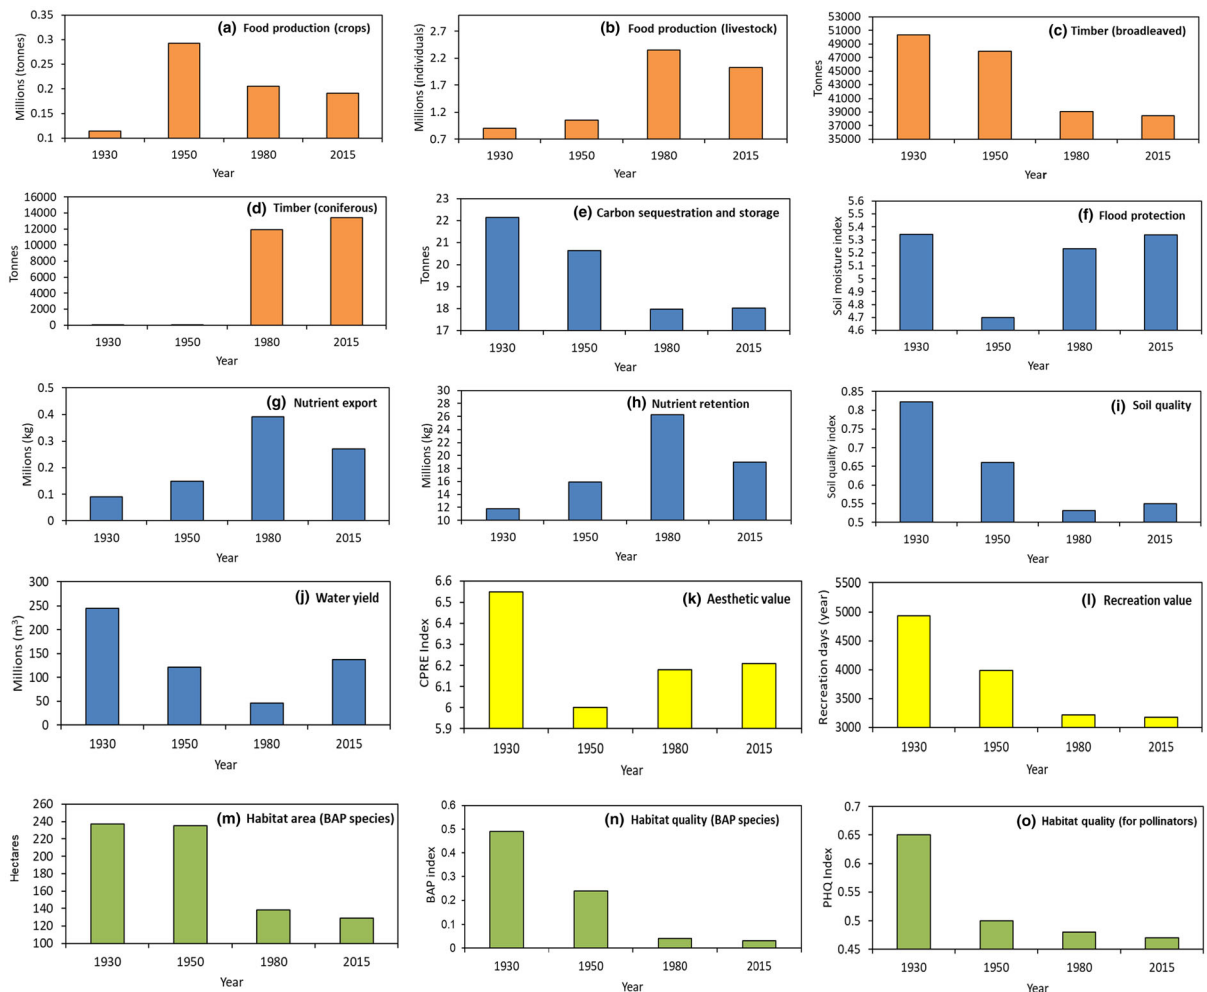 (a) Food production (crops)
Millions (tonnes)
0.35
0.3
0.25
0.2
0.15
0.1
1930 1950 1980 2015
Year
(b) Food production (livestock)
Millions (individuals)
2.7
2.2
1.7
1.2
0.7
1930 1950 1980 2015
Year
(c) Timber (broadleaved)
Tonnes
53000
51000
49000
47000
45000
43000
41000
39000
37000
35000
1930 1950 1980 2015
Year
(d) Timber (coniferous)
Tonnes
16000
14000
12000
10000
8000
6000
4000
2000
0
1930 1950 1980 2015
Year
(e) Carbon sequestration and storage
Tonnes
23
22
21
20
19
18
17
1930 1950 1980 2015
Year
(f) Flood protection
Soil moisture index
5.6
5.5
5.4
5.3
5.2
5.1
5
4.9
4.8
4.7
4.6
1930 1950 1980 2015
Year
(g) Nutrient export
Millions (kg)
0.5
0.4
0.3
0.2
0.1
0
1930 1950 1980 2015
Year
(h) Nutrient retention
Millions (kg)
30
28
26
24
22
20
18
16
14
12
10
1930 1950 1980 2015
Year
(i) Soil quality
Soil quality index
0.85
0.8
0.75
0.7
0.65
0.6
0.55
0.5
1930 1950 1980 2015
Year
(j) Water yield
Millions (m³)
300
250
200
150
100
50
0
1930 1950 1980 2015
Year
(k) Aesthetic value
CPRE Index
6.6
6.5
6.4
6.3
6.2
6.1
6
5.9
1930 1950 1980 2015
Year
(l) Recreation value
Recreation days (year)
5500
5000
4500
4000
3500
3000
1930 1950 1980 2015
Year
(m) Habitat area (BAP species)
Hectares
260
240
220
200
180
160
140
120
100
1930 1950 1980 2015
Year
(n) Habitat quality (BAP species)
BAP index
0.6
0.5
0.4
0.3
0.2
0.1
0
1930 1950 1980 2015
Year
(o) Habitat quality (for pollinators)
PHQ Index
0.7
0.65
0.6
0.55
0.5
0.45
1930 1950 1980 2015
Year